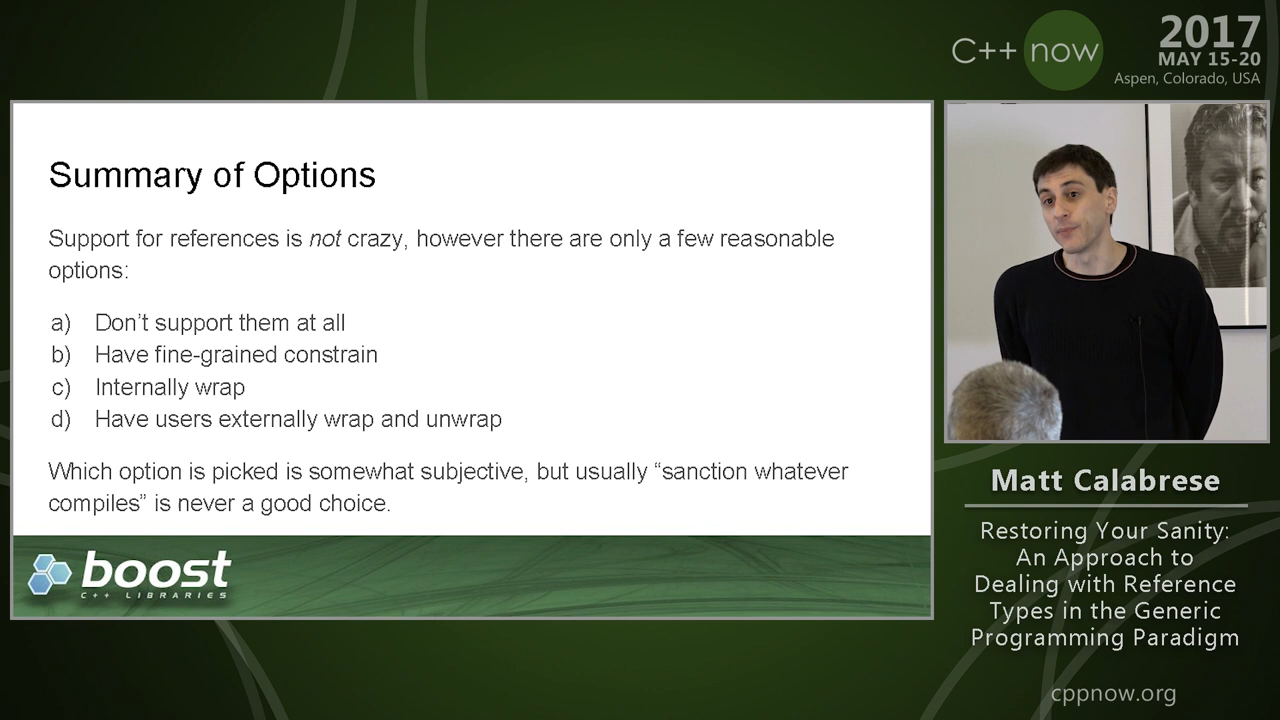 C++ now
2017
MAY 15-20
Aspen, Colorado, USA
Summary of Options
Support for references is not crazy, however there are only a few reasonable
options:
a) Don't support them at all
b) Have fine-grained constrain
c) Internally wrap
d) Have users externally wrap and unwrap
Which option is picked is somewhat subjective, but usually “sanction whatever
compiles” is never a good choice.
boost
C++ LIBRARIES
Matt Calabrese
Restoring Your Sanity:
An Approach to
Dealing with Reference
Types in the Generic
Programming Paradigm
cppnow.org